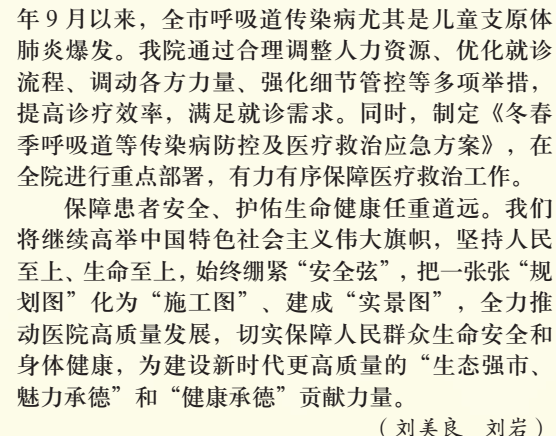 年 9 月以来，全市呼吸道传染病尤其是儿童支原体
肺炎爆发。我院通过合理调整人力资源、优化就诊
流程、调动各方力量、强化细节管控等多项举措，
提高诊疗效率，满足就诊需求。同时，制定《冬春
季呼吸道等传染病防控及医疗救治应急方案》，在
全院进行重点部署，有力有序保障医疗救治工作。
保障患者安全、护佑生命健康任重道远。我们
将继续高举中国特色社会主义伟大旗帜，坚持人民
至上、生命至上，始终绷紧“安全弦”，把一张张“规
划图”化为“施工图”、建成“实景图”，全力推
动医院高质量发展，切实保障人民群众生命安全和
身体健康，为建设新时代更高质量的“生态强市、
魅力承德”和“健康承德”贡献力量。
（刘美良　刘岩）